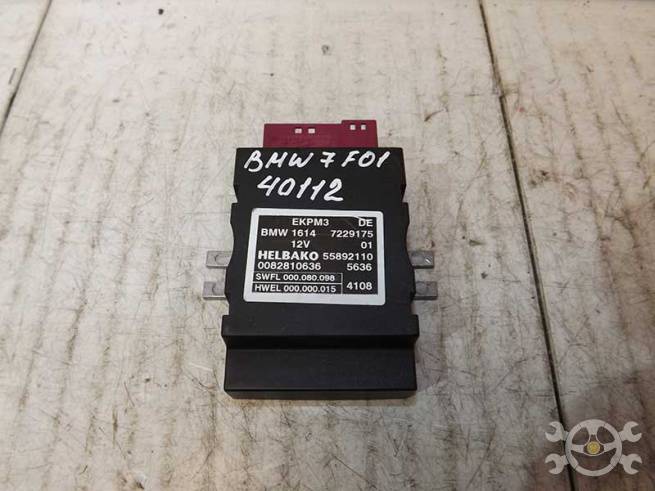 BMW 7 F01
40112
EKPM3 DE
BMW 1614 7229175
12V 01
HELBAKO 55892110
0082810636 5636
SWFL 000.080.098
HWEL 000.000.015 4108